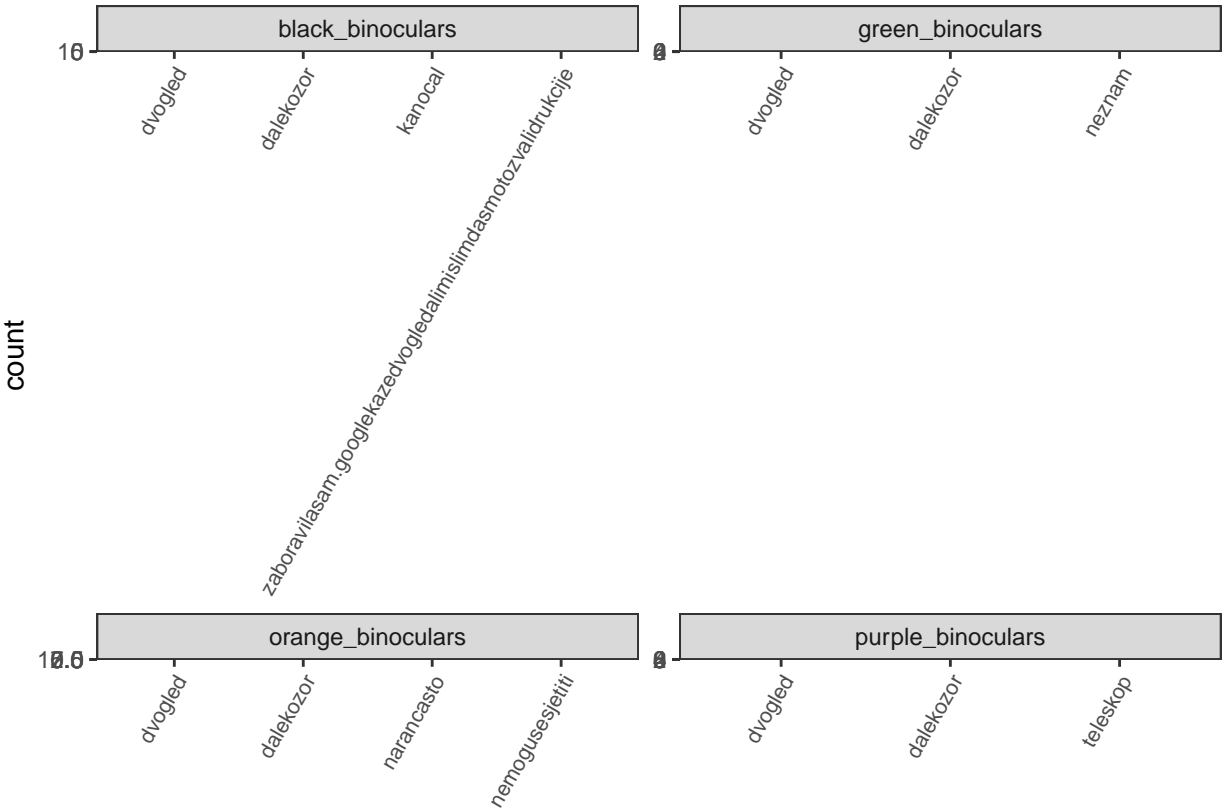 black_binoculars
green_binoculars
dvogled
dalekozor
kanocal
zaboravilasam.googlekazedvogledalimislimdasmotozvalidrukcije
dvogled
dalekozor
neznam
count
orange_binoculars
purple_binoculars
dvogled
dalekozor
narancasto
nemogusesjetiti
dvogled
dalekozor
teleskop